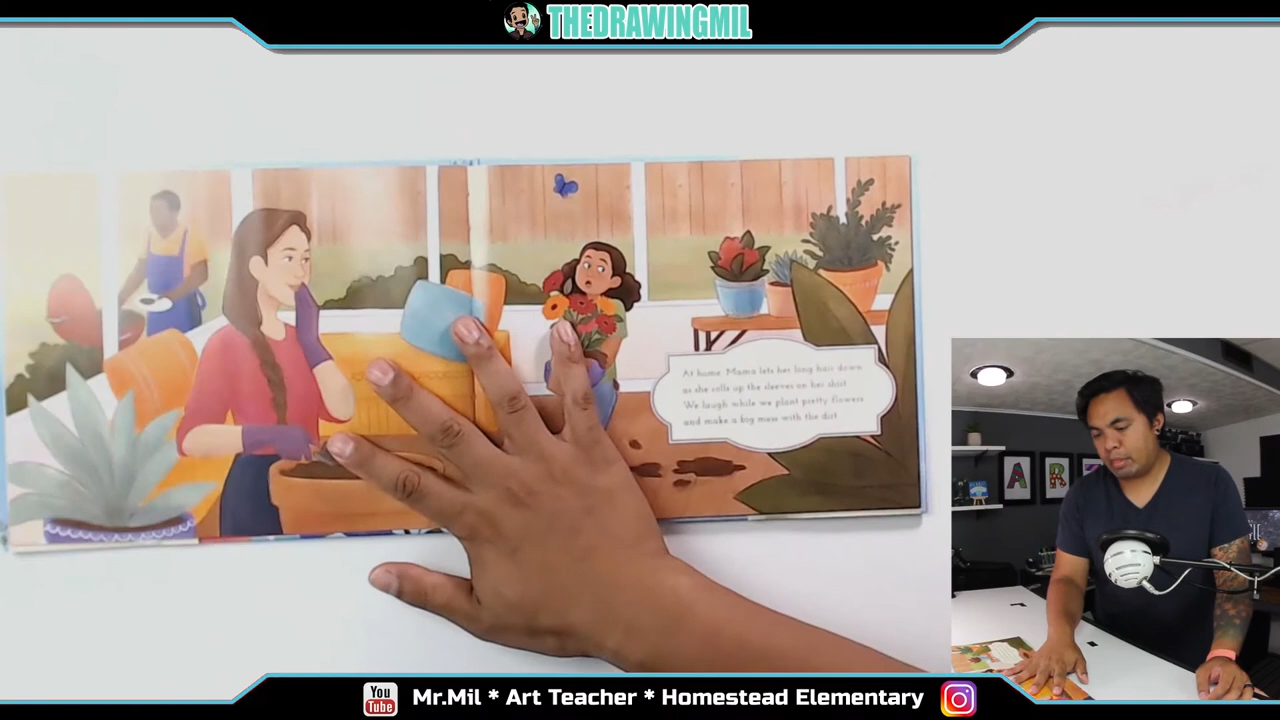 THEDRAWINGMIL
At home Mama lets her long hair down
as she rolls up the sleeves on her shirt.
We laugh while we plant pretty flowers
and make a big mess with the dirt.
A R T
You
Tube
Mr.Mil * Art Teacher * Homestead Elementary